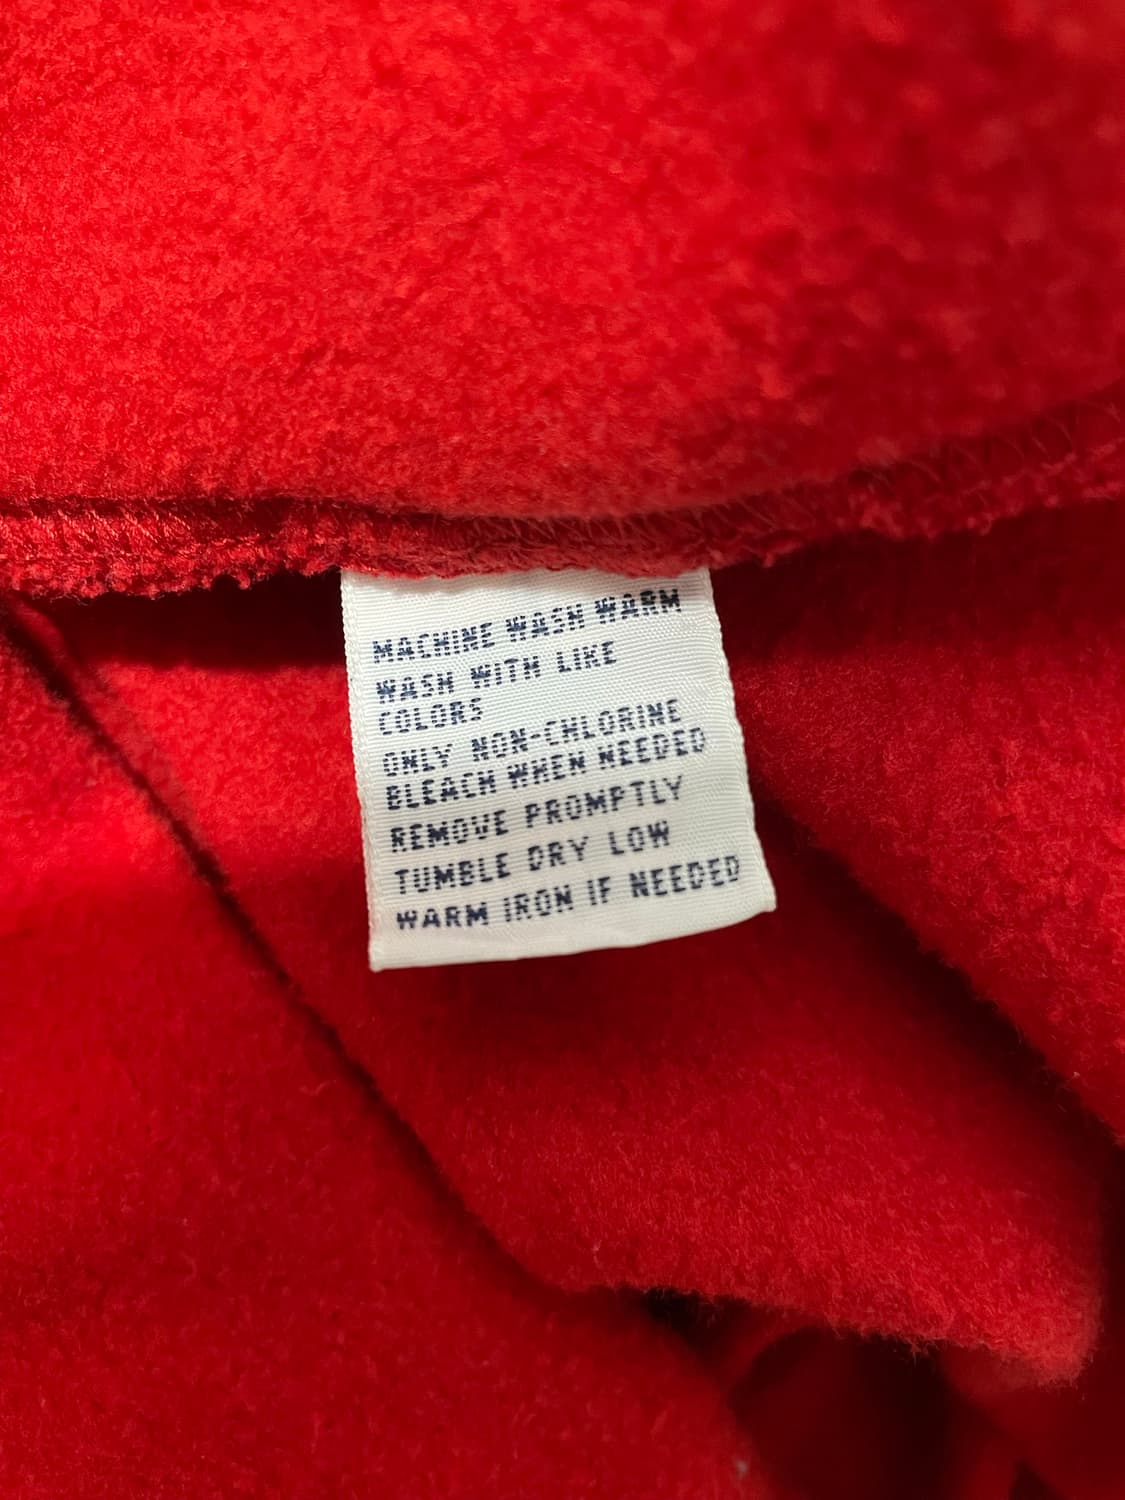 MACHINE WASH WARM
WASH WITH LIKE
COLORS
ONLY NON-CHLORINE
BLEACH WHEN NEEDED
REMOVE PROMPTLY
TUMBLE DRY LOW
WARM IRON IF NEEDED